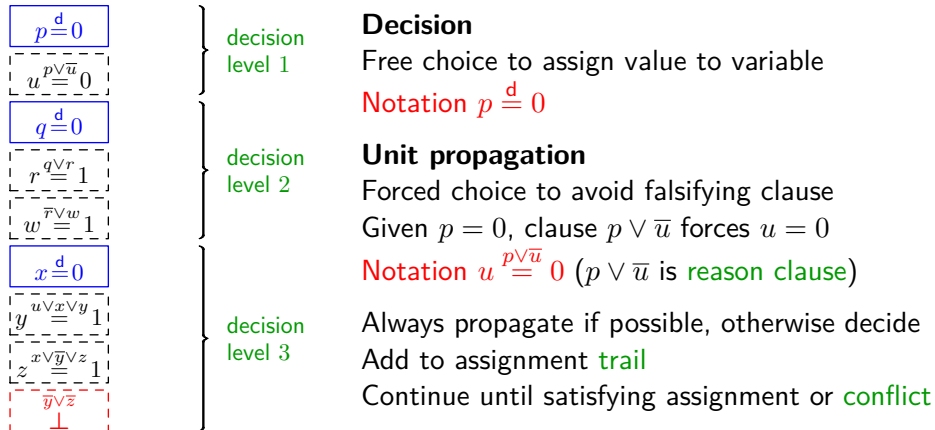 p =ᵈ 0
u =^{p∨u̅} 0
decision
level 1
q =ᵈ 0
r =^{q∨r} 1
w =^{r̅∨w} 1
decision
level 2
x =ᵈ 0
y =^{u∨x∨y} 1
z =^{x∨y̅∨z} 1
y̅∨z̅
⊥
decision
level 3
Decision
Free choice to assign value to variable
Notation p =ᵈ 0
Unit propagation
Forced choice to avoid falsifying clause
Given p = 0, clause p ∨ u̅ forces u = 0
Notation u =^{p∨u̅} 0 (p ∨ u̅ is reason clause)
Always propagate if possible, otherwise decide
Add to assignment trail
Continue until satisfying assignment or conflict